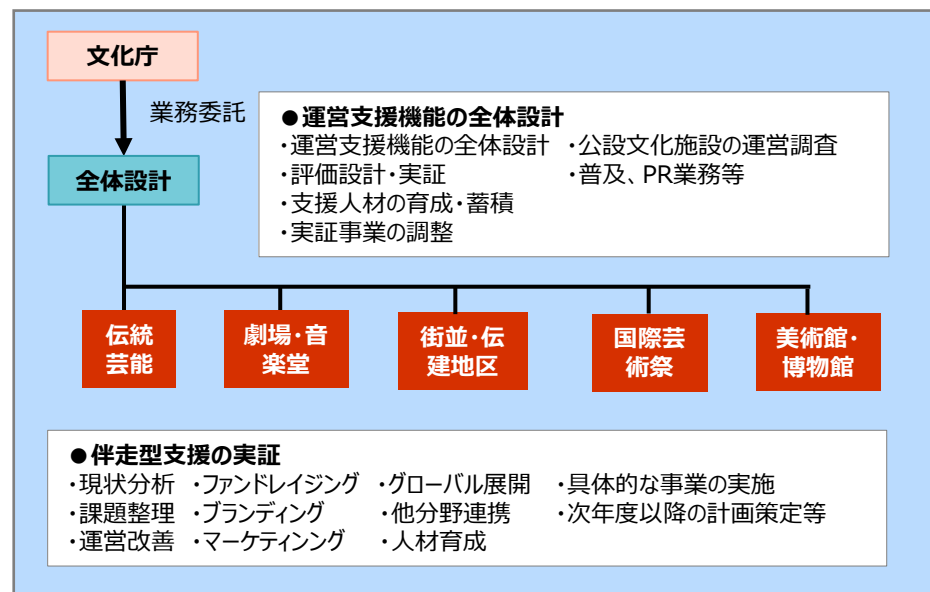 文化庁
業務委託
全体設計
●運営支援機能の全体設計
・運営支援機能の全体設計 ・公設文化施設の運営調査
・評価設計・実証 ・普及、PR業務等
・支援人材の育成・蓄積
・実証事業の調整
伝統
芸能
劇場・音
楽堂
街並・伝
建地区
国際芸
術祭
美術館・
博物館
●伴走型支援の実証
・現状分析 ・ファンドレイジング ・グローバル展開 ・具体的な事業の実施
・課題整理 ・ブランディング ・他分野連携 ・次年度以降の計画策定等
・運営改善 ・マーケティンング ・人材育成